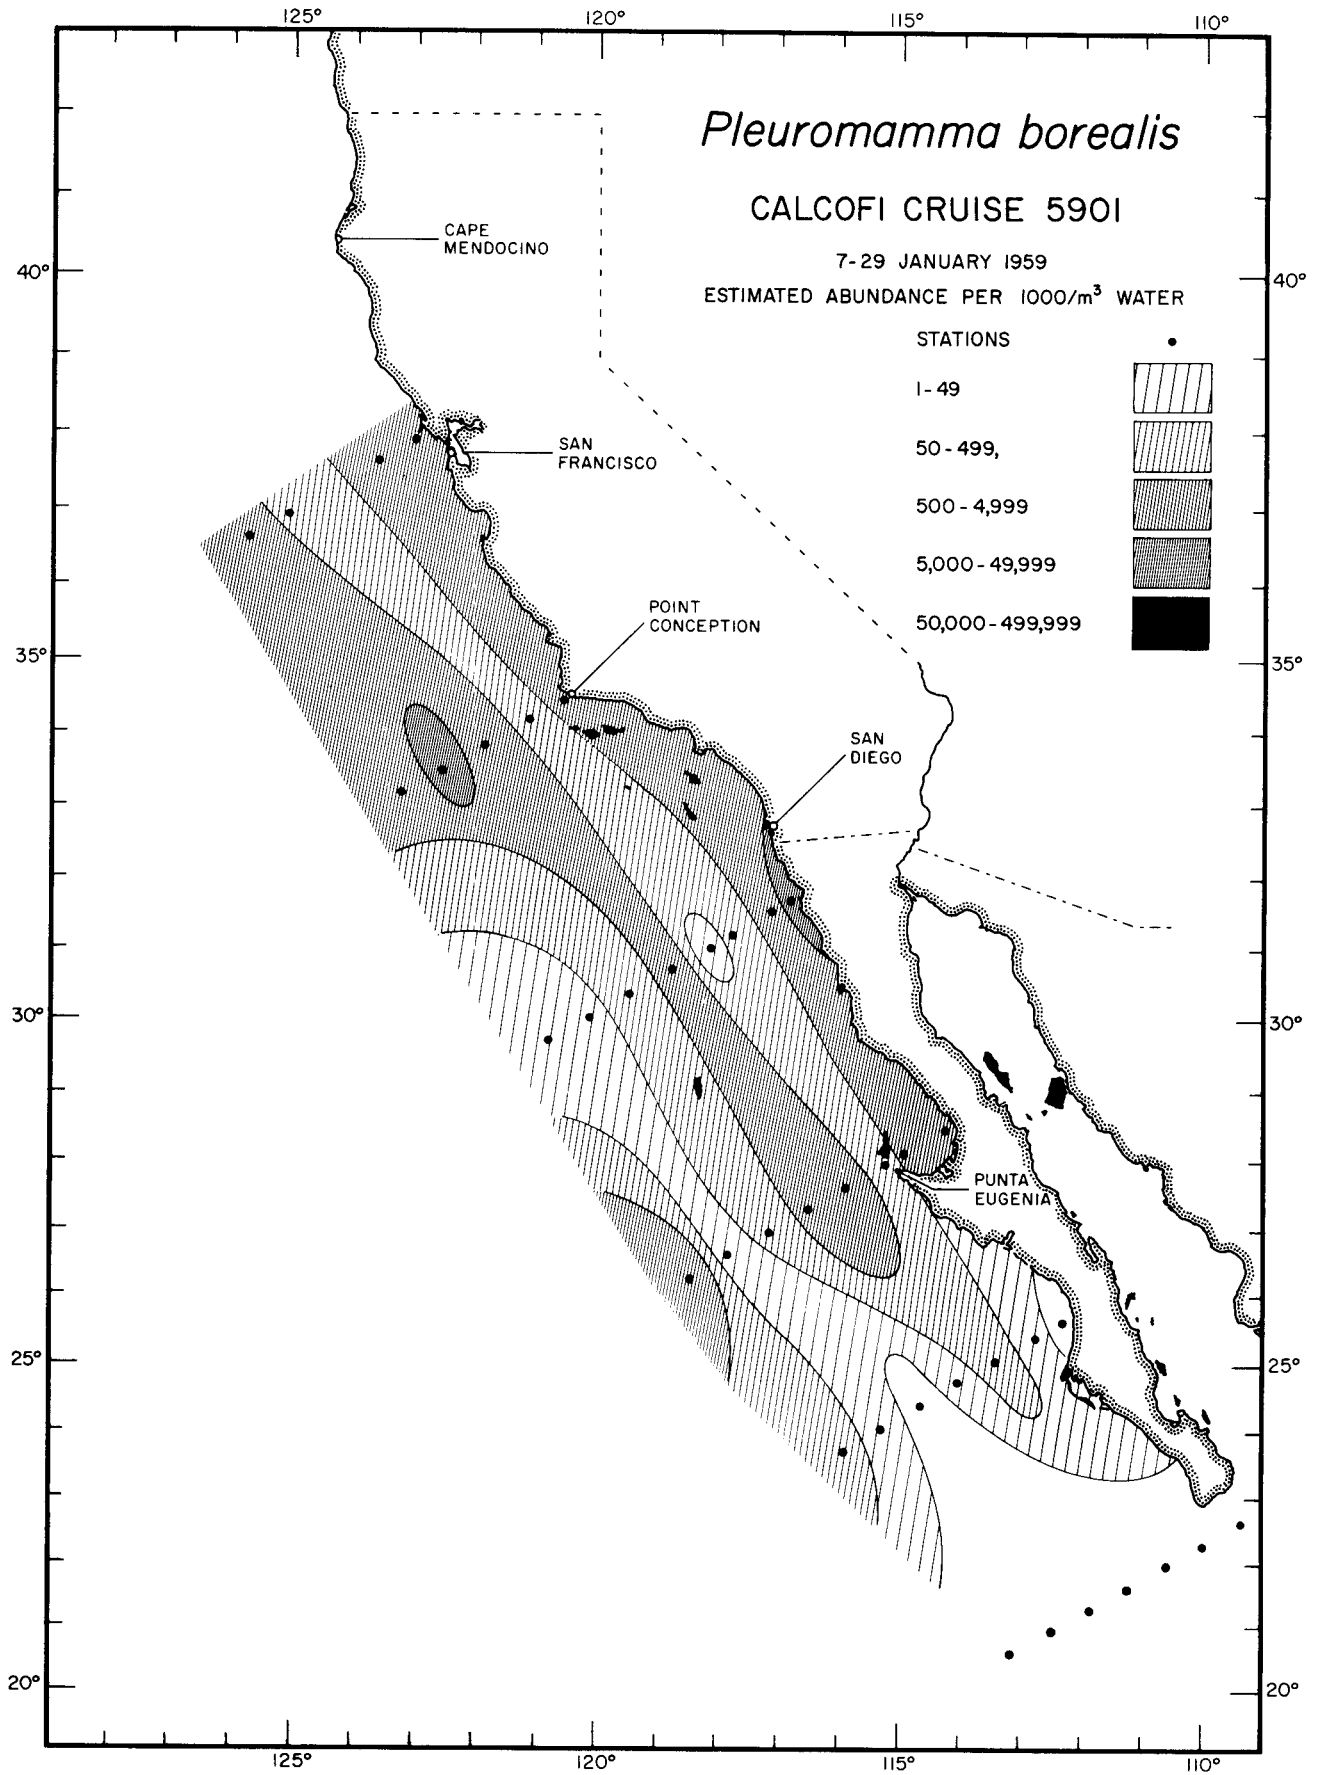 125°
120°
115°
110°
Pleuromamma borealis
CALCOFI CRUISE 5901
7-29 JANUARY 1959
ESTIMATED ABUNDANCE PER 1000/m³ WATER
STATIONS
1-49
50-499,
500-4,999
5,000-49,999
50,000-499,999
CAPE
MENDOCINO
40°
40°
SAN
FRANCISCO
POINT
CONCEPTION
35°
35°
SAN
DIEGO
30°
30°
PUNTA
EUGENIA
25°
25°
20°
20°
125°
120°
115°
110°